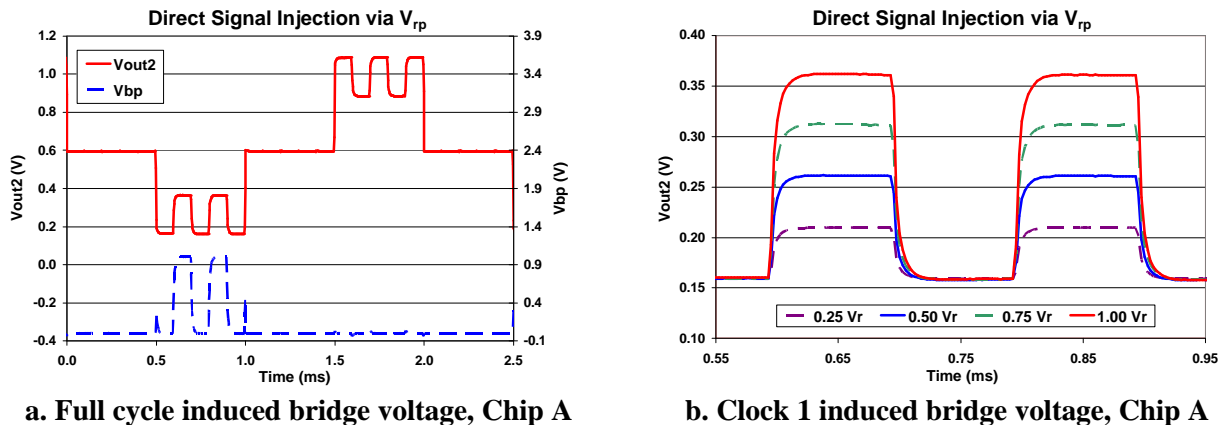 Direct Signal Injection via Vrp
1.2
1.0
0.8
0.6
0.4
0.2
0.0
-0.2
-0.4
Vout2 (V)
Vout2
Vbp
3.9
3.4
2.9
2.4
1.9
1.4
0.9
0.4
-0.1
Vbp (V)
0.0 0.5 1.0 1.5 2.0 2.5
Time (ms)
a. Full cycle induced bridge voltage, Chip A
Direct Signal Injection via Vrp
0.40
0.35
0.30
0.25
0.20
0.15
0.10
Vout2 (V)
0.25 Vr 0.50 Vr 0.75 Vr 1.00 Vr
0.55 0.65 0.75 0.85 0.95
Time (ms)
b. Clock 1 induced bridge voltage, Chip A